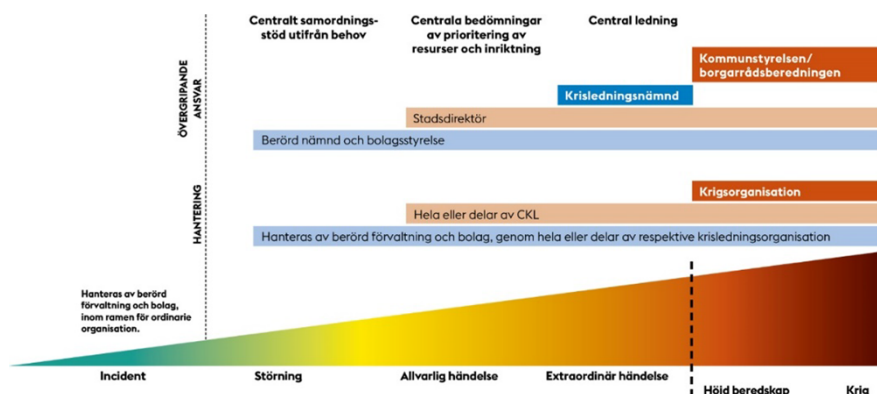 Centralt samordnings-
stöd utifrån behov
Centrala bedömningar
av prioritering av
resurser och inriktning
Central ledning
ÖVERGRIPANDE
ANSVAR
Kommunstyrelsen/
borgarrådsberedningen
Krisledningsnämnd
Stadsdirektör
Berörd nämnd och bolagsstyrelse
HANTERING
Krigsorganisation
Hela eller delar av CKL
Hanteras av berörd förvaltning och bolag, genom hela eller delar av respektive krisledningsorganisation
Hanteras av berörd
förvaltning och bolag,
inom ramen för ordinarie
organisation.
Incident
Störning
Allvarlig händelse
Extraordinär händelse
Höjd beredskap
Krig